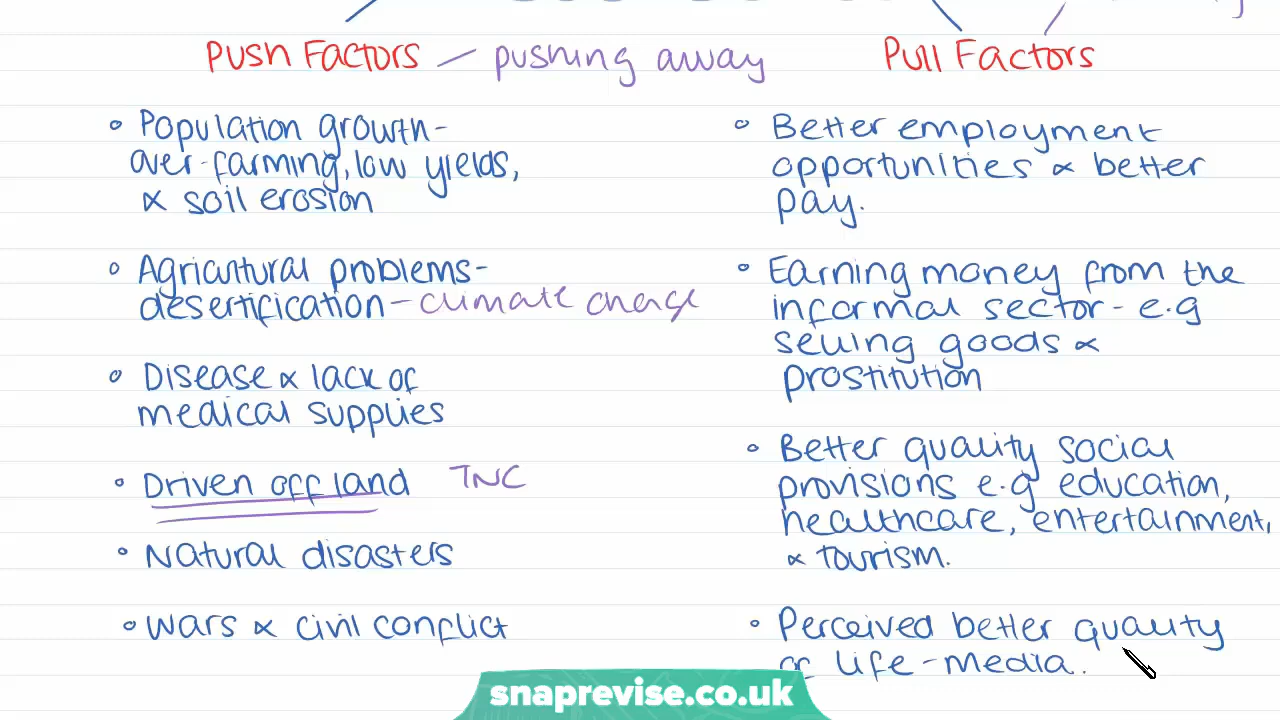 Push Factors – pushing away
• Population growth-
over-farming, low yields,
& soil erosion
• Agricultural problems-
desertification – climate change
• Disease & lack of
medical supplies
• Driven off land TNC
• Natural disasters
• Wars & civil conflict
Pull Factors
• Better employment
opportunities & better
pay.
• Earning money from the
informal sector - e.g
selling goods &
prostitution
• Better quality social
provisions e.g education,
healthcare, entertainment,
& tourism.
• Perceived better quality
of life - media.
snaprevise.co.uk